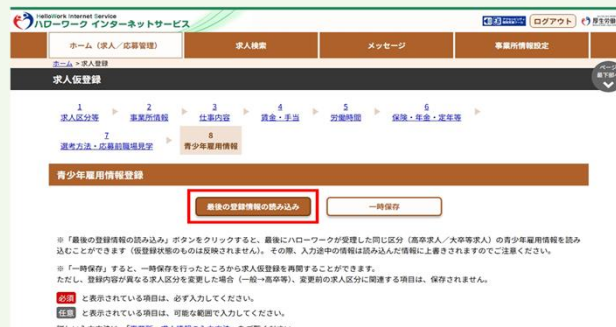 HelloWork Internet Service
ハローワーク インターネットサービス
ログアウト
ホーム（求人／応募管理）
求人検索
メッセージ
事業所情報設定
ホーム > 求人登録
求人仮登録
1
求人区分等
2
事業所情報
3
仕事内容
4
賃金・手当
5
労働時間
6
保険・年金・定年等
7
選考方法・応募前職場見学
8
青少年雇用情報
青少年雇用情報登録
最後の登録情報の読み込み
一時保存
※「最後の登録情報の読み込み」ボタンをクリックすると、最後にハローワークが受理した同じ区分（高卒求人／大卒等求人）の青少年雇用情報を読み
込むことができます（仮登録状態のものは反映されません）。その際、入力途中の情報は読み込んだ情報に上書きされますのでご注意ください。
※「一時保存」すると、一時保存を行ったところから求人仮登録を再開することができます。
ただし、登録内容が異なる求人区分を変更した場合（一般→高卒等）、変更前の求人区分に関連する項目は、保存されません。
必須 と表示されている項目は、必ず入力してください。
任意 と表示されている項目は、可能な範囲で入力してください。